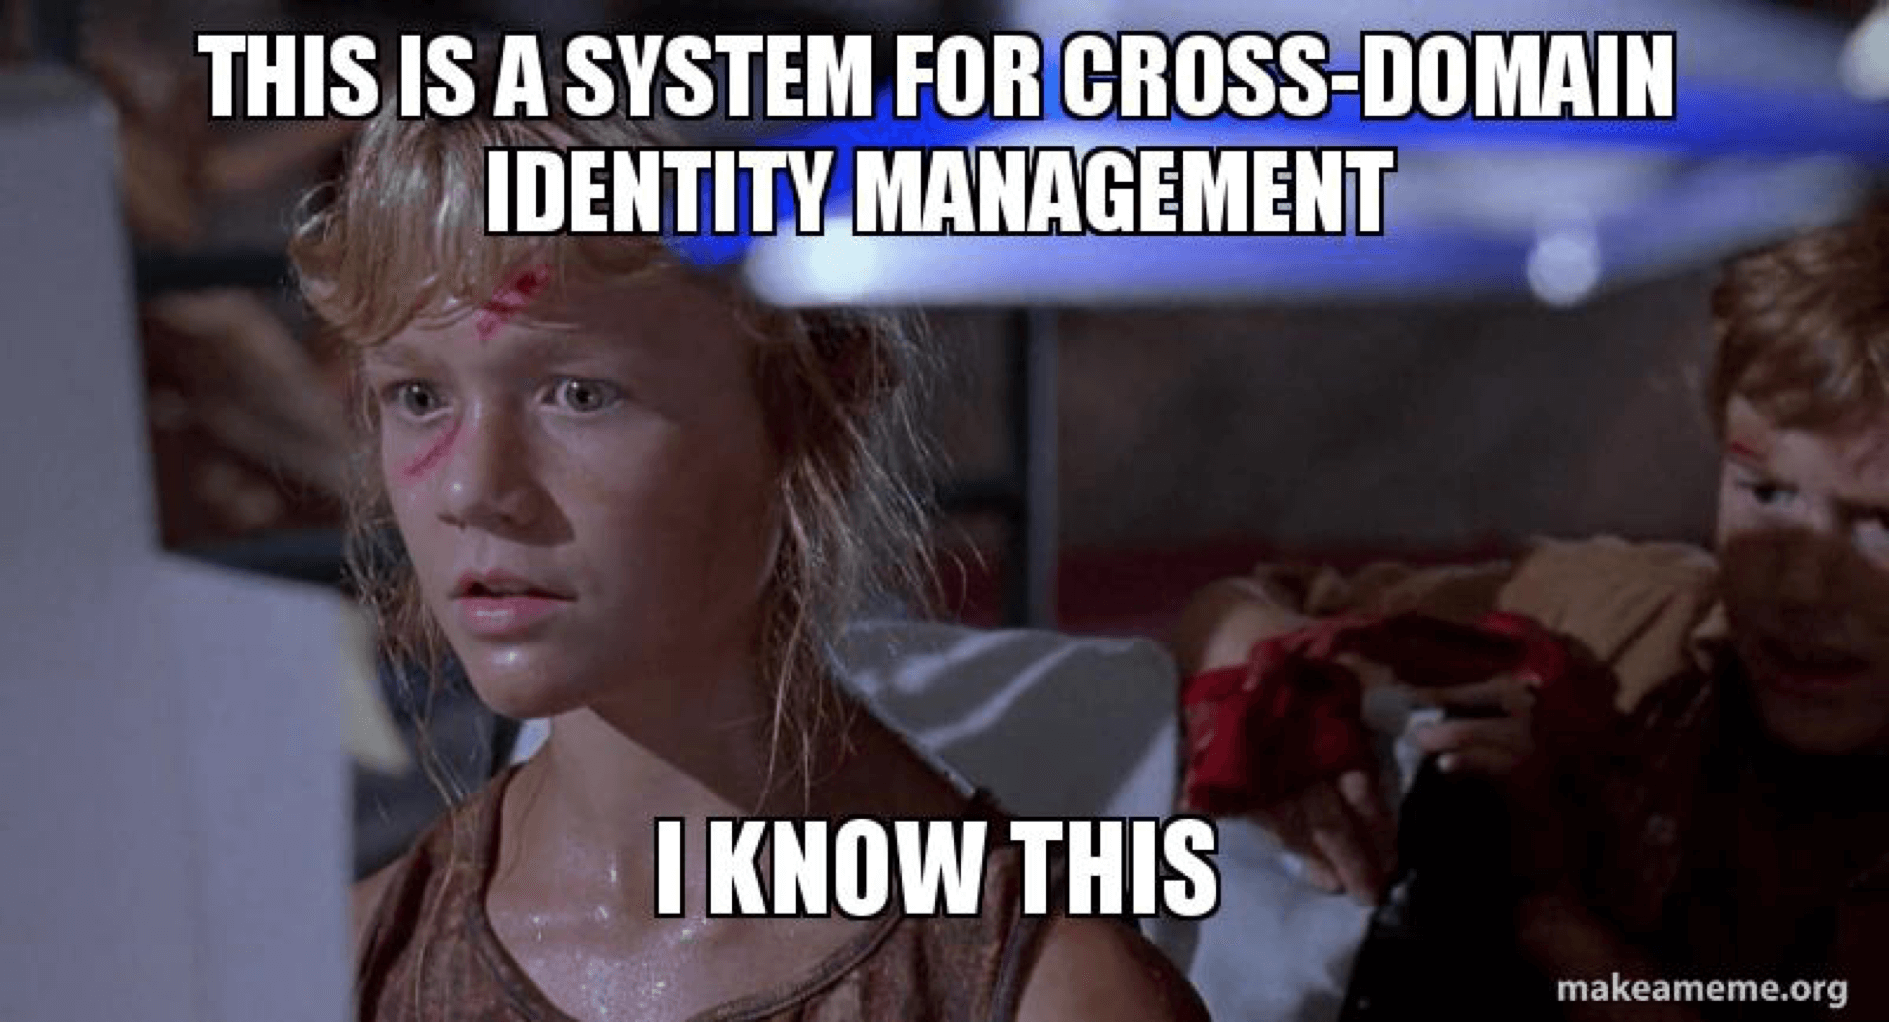 THIS IS A SYSTEM FOR CROSS-DOMAIN
IDENTITY MANAGEMENT
I KNOW THIS
makeameme.org